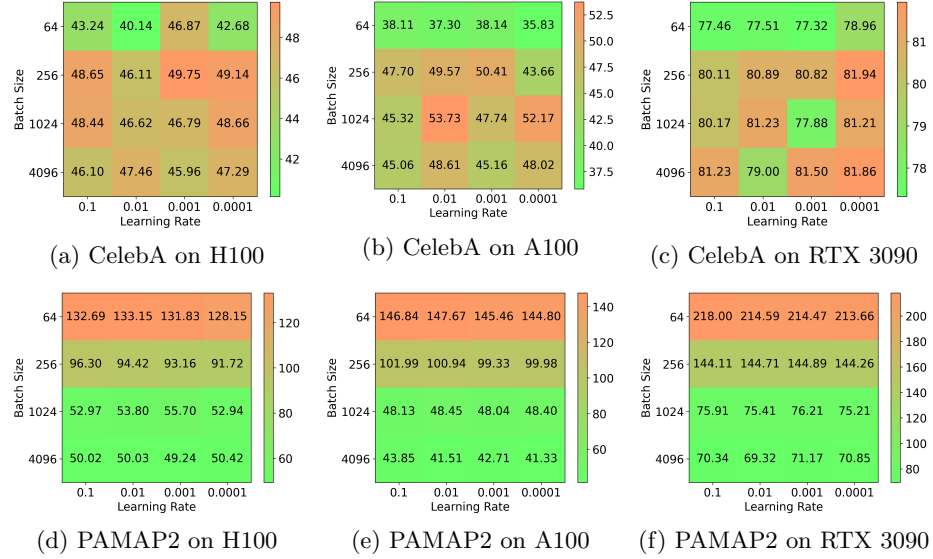 Batch Size
64 43.24 40.14 46.87 42.68
256 48.65 46.11 49.75 49.14
1024 48.44 46.62 46.79 48.66
4096 46.10 47.46 45.96 47.29
0.1 0.01 0.001 0.0001
Learning Rate
48
46
44
42
(a) CelebA on H100
Batch Size
64 38.11 37.30 38.14 35.83
256 47.70 49.57 50.41 43.66
1024 45.32 53.73 47.74 52.17
4096 45.06 48.61 45.16 48.02
0.1 0.01 0.001 0.0001
Learning Rate
52.5
50.0
47.5
45.0
42.5
40.0
37.5
(b) CelebA on A100
Batch Size
64 77.46 77.51 77.32 78.96
256 80.11 80.89 80.82 81.94
1024 80.17 81.23 77.88 81.21
4096 81.23 79.00 81.50 81.86
0.1 0.01 0.001 0.0001
Learning Rate
81
80
79
78
(c) CelebA on RTX 3090
Batch Size
64 132.69 133.15 131.83 128.15
256 96.30 94.42 93.16 91.72
1024 52.97 53.80 55.70 52.94
4096 50.02 50.03 49.24 50.42
0.1 0.01 0.001 0.0001
Learning Rate
120
100
80
60
(d) PAMAP2 on H100
Batch Size
64 146.84 147.67 145.46 144.80
256 101.99 100.94 99.33 99.98
1024 48.13 48.45 48.04 48.40
4096 43.85 41.51 42.71 41.33
0.1 0.01 0.001 0.0001
Learning Rate
140
120
100
80
60
(e) PAMAP2 on A100
Batch Size
64 218.00 214.59 214.47 213.66
256 144.11 144.71 144.89 144.26
1024 75.91 75.41 76.21 75.21
4096 70.34 69.32 71.17 70.85
0.1 0.01 0.001 0.0001
Learning Rate
200
180
160
140
120
100
80
(f) PAMAP2 on RTX 3090